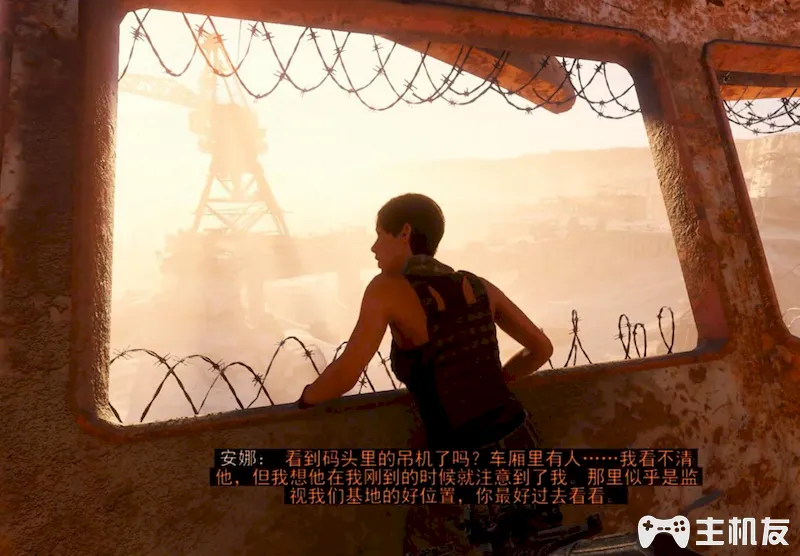 安娜： 看到码头里的吊机了吗？车厢里有人……我看不清
他，但我想他在我刚到的时候就注意到了我。那里似乎是监
视我们基地的好位置，你最好过去看看。
主机友